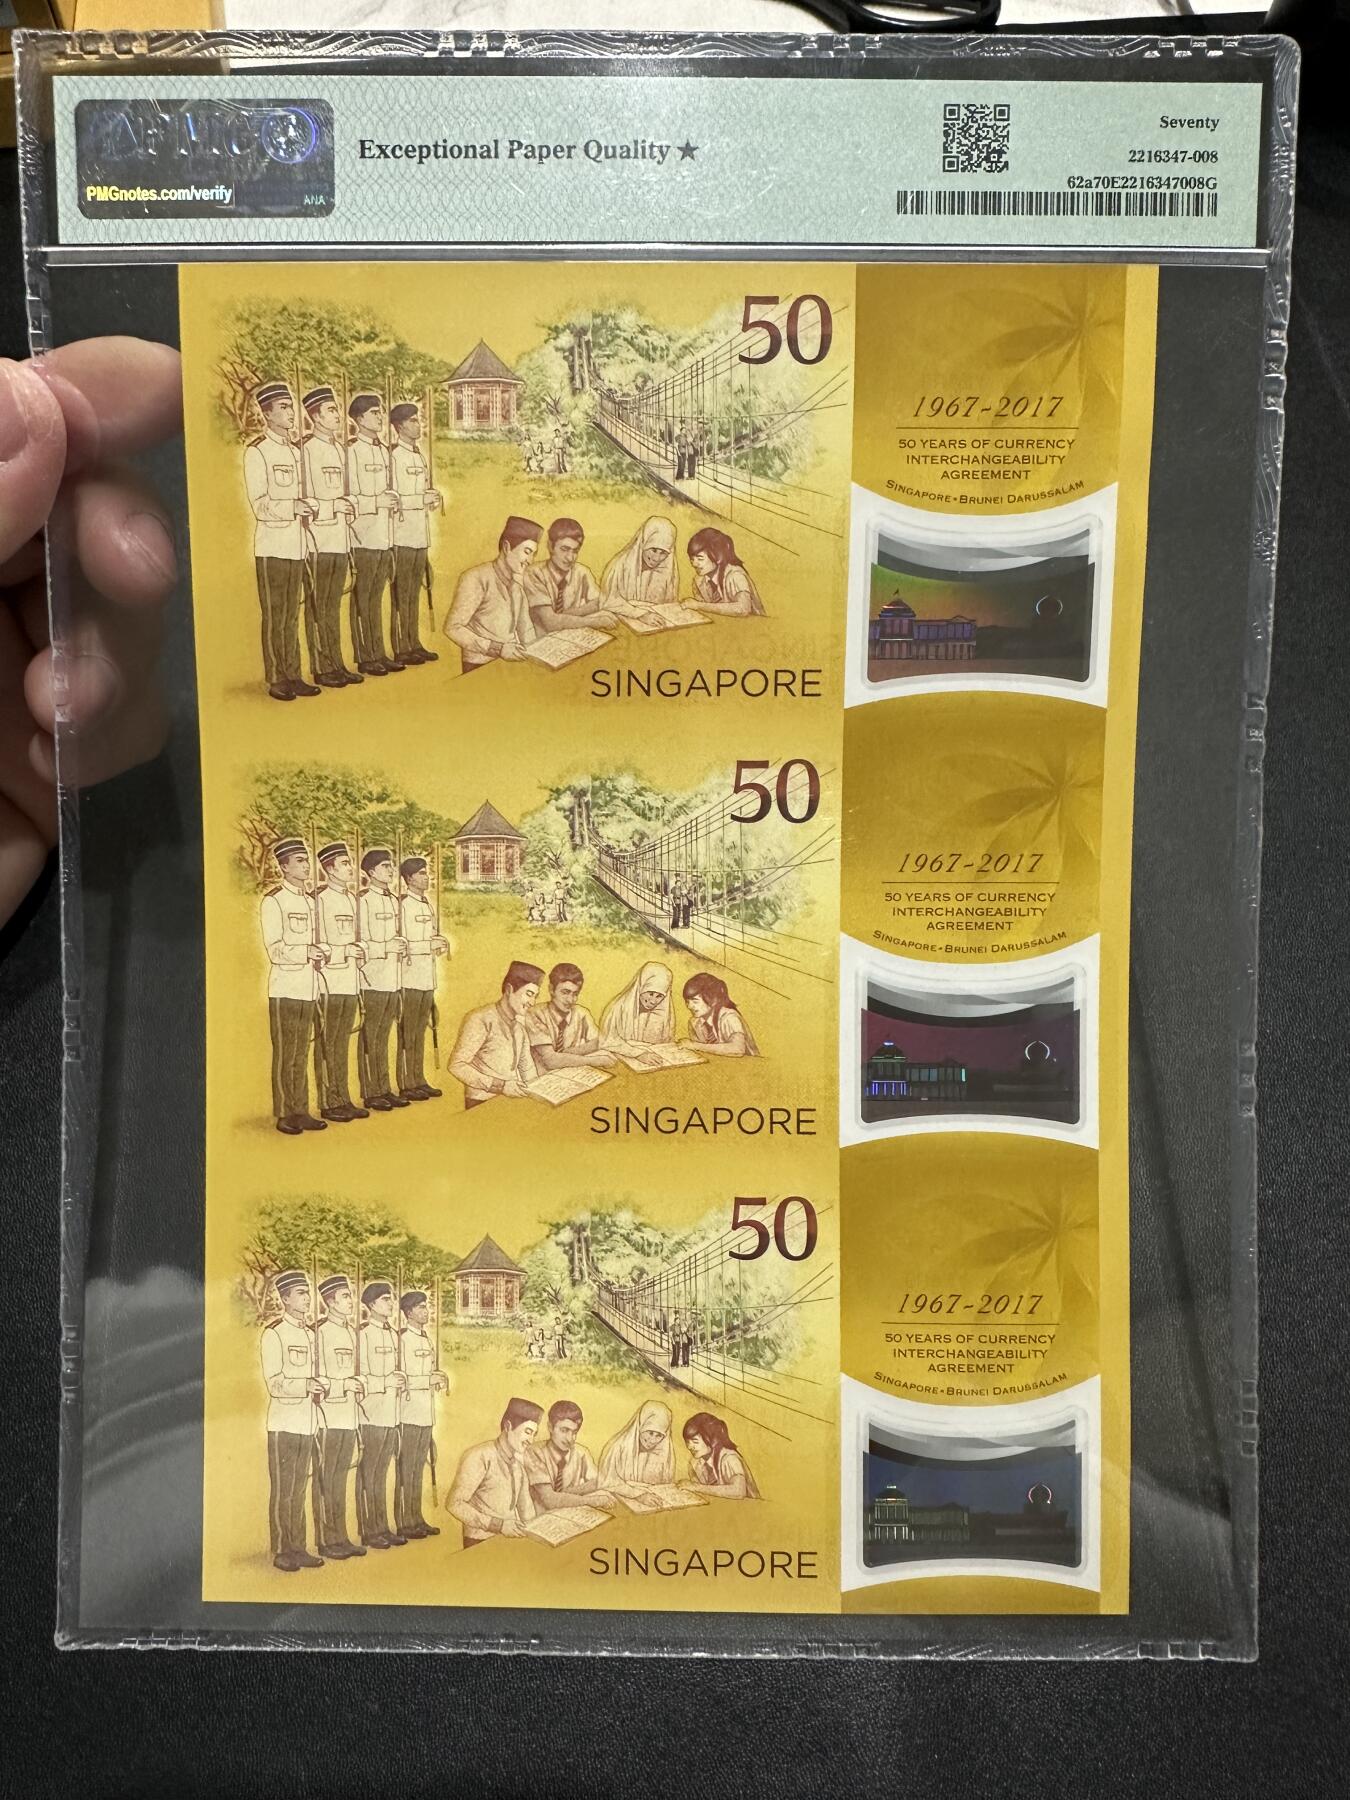 PMG
PMGnotes.com/verify
ANA
Exceptional Paper Quality ★
Seventy
2216347-008
62a70E2216347008G
50
1967-2017
50 YEARS OF CURRENCY
INTERCHANGEABILITY
AGREEMENT
SINGAPORE • BRUNEI DARUSSALAM
SINGAPORE
50
1967-2017
50 YEARS OF CURRENCY
INTERCHANGEABILITY
AGREEMENT
SINGAPORE • BRUNEI DARUSSALAM
SINGAPORE
50
1967-2017
50 YEARS OF CURRENCY
INTERCHANGEABILITY
AGREEMENT
SINGAPORE • BRUNEI DARUSSALAM
SINGAPORE